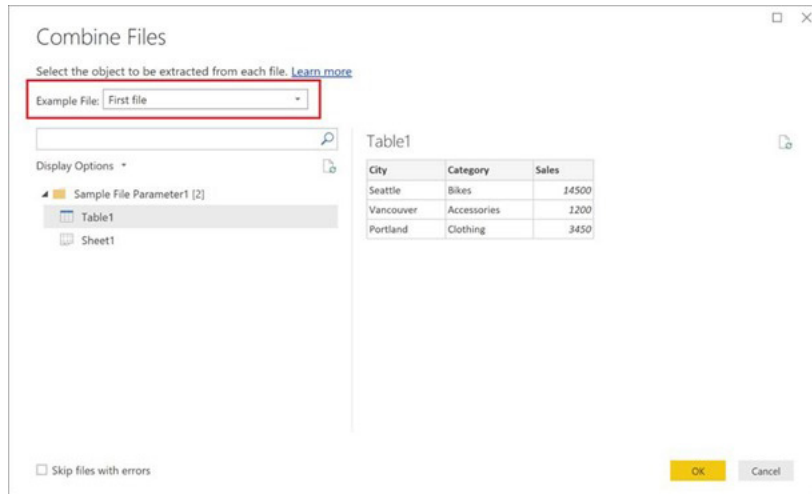 Combine Files
Select the object to be extracted from each file. Learn more
Example File: First file
Display Options
Sample File Parameter1 [2]
Table1
Sheet1
Table1
City Category Sales
Seattle Bikes 14500
Vancouver Accessories 1200
Portland Clothing 3450
Skip files with errors
OK Cancel